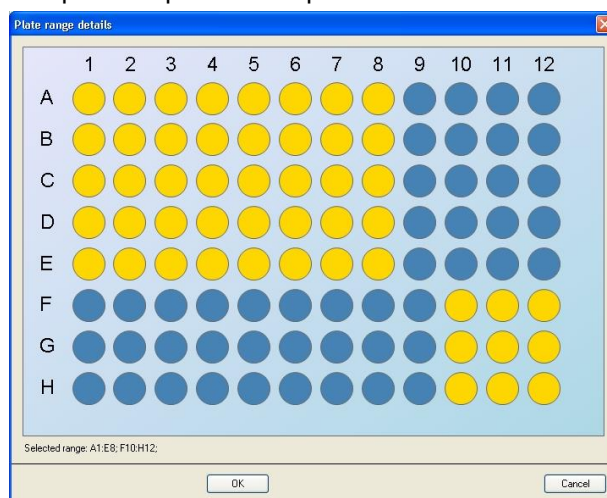 Plate range details
1 2 3 4 5 6 7 8 9 10 11 12
A
B
C
D
E
F
G
H
Selected range: A1:E8; F10:H12;
OK Cancel